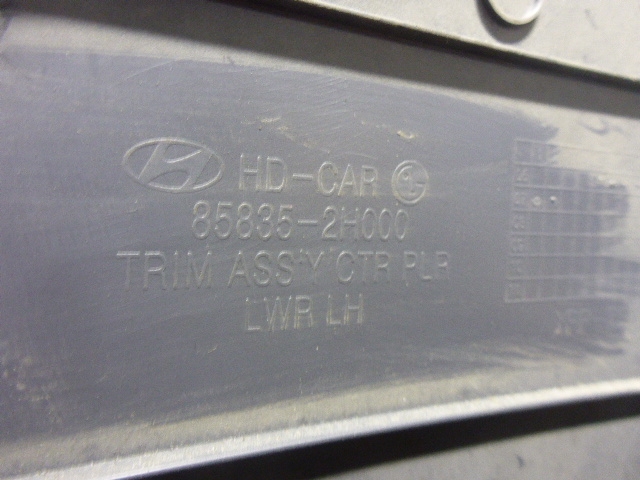 HD-CAR
85835-2H000
TRIM ASS'Y CTR PLR
LWR LH